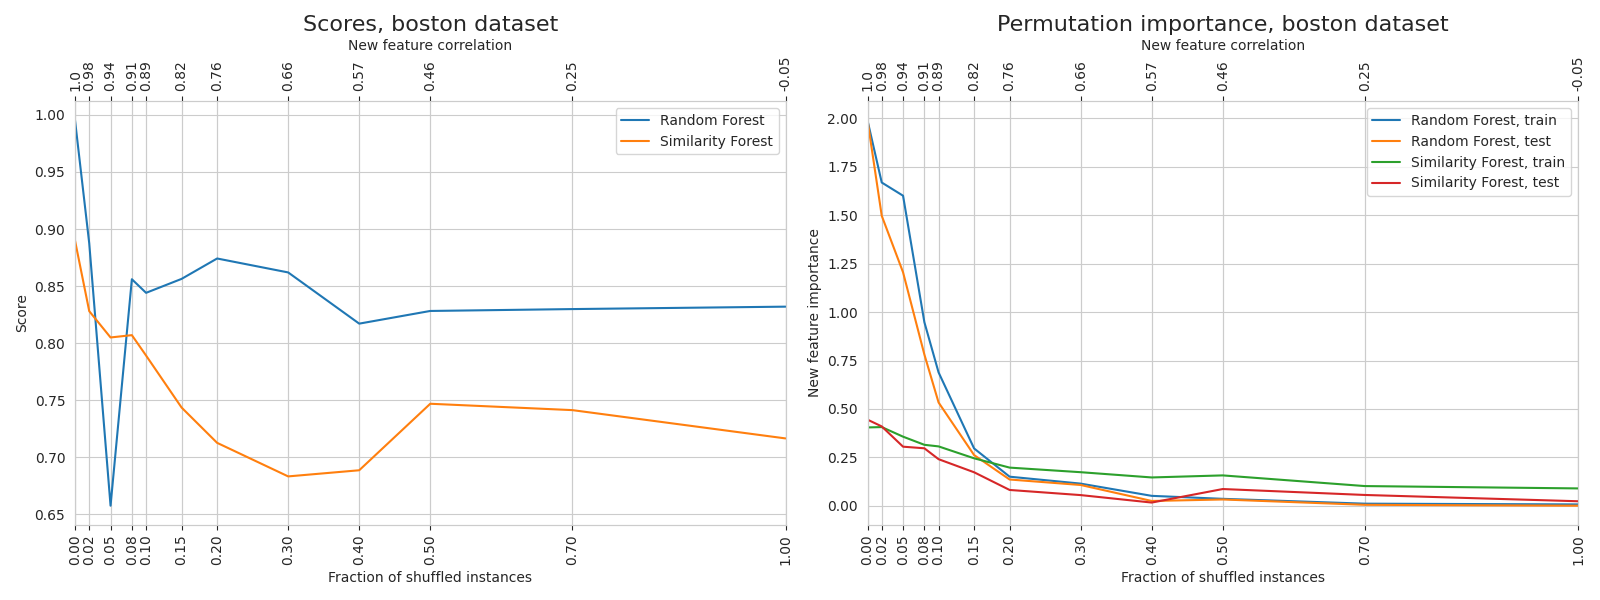 Scores, boston dataset
New feature correlation
1.0 0.98 0.94 0.91 0.89 0.82 0.76 0.66 0.57 0.46 0.25 -0.05
Random Forest
Similarity Forest
Score
1.00
0.95
0.90
0.85
0.80
0.75
0.70
0.65
0.00 0.02 0.05 0.08 0.10 0.15 0.20 0.30 0.40 0.50 0.70 1.00
Fraction of shuffled instances
Permutation importance, boston dataset
New feature correlation
1.0 0.98 0.94 0.91 0.89 0.82 0.76 0.66 0.57 0.46 0.25 -0.05
Random Forest, train
Random Forest, test
Similarity Forest, train
Similarity Forest, test
New feature importance
2.00
1.75
1.50
1.25
1.00
0.75
0.50
0.25
0.00
0.00 0.02 0.05 0.08 0.10 0.15 0.20 0.30 0.40 0.50 0.70 1.00
Fraction of shuffled instances